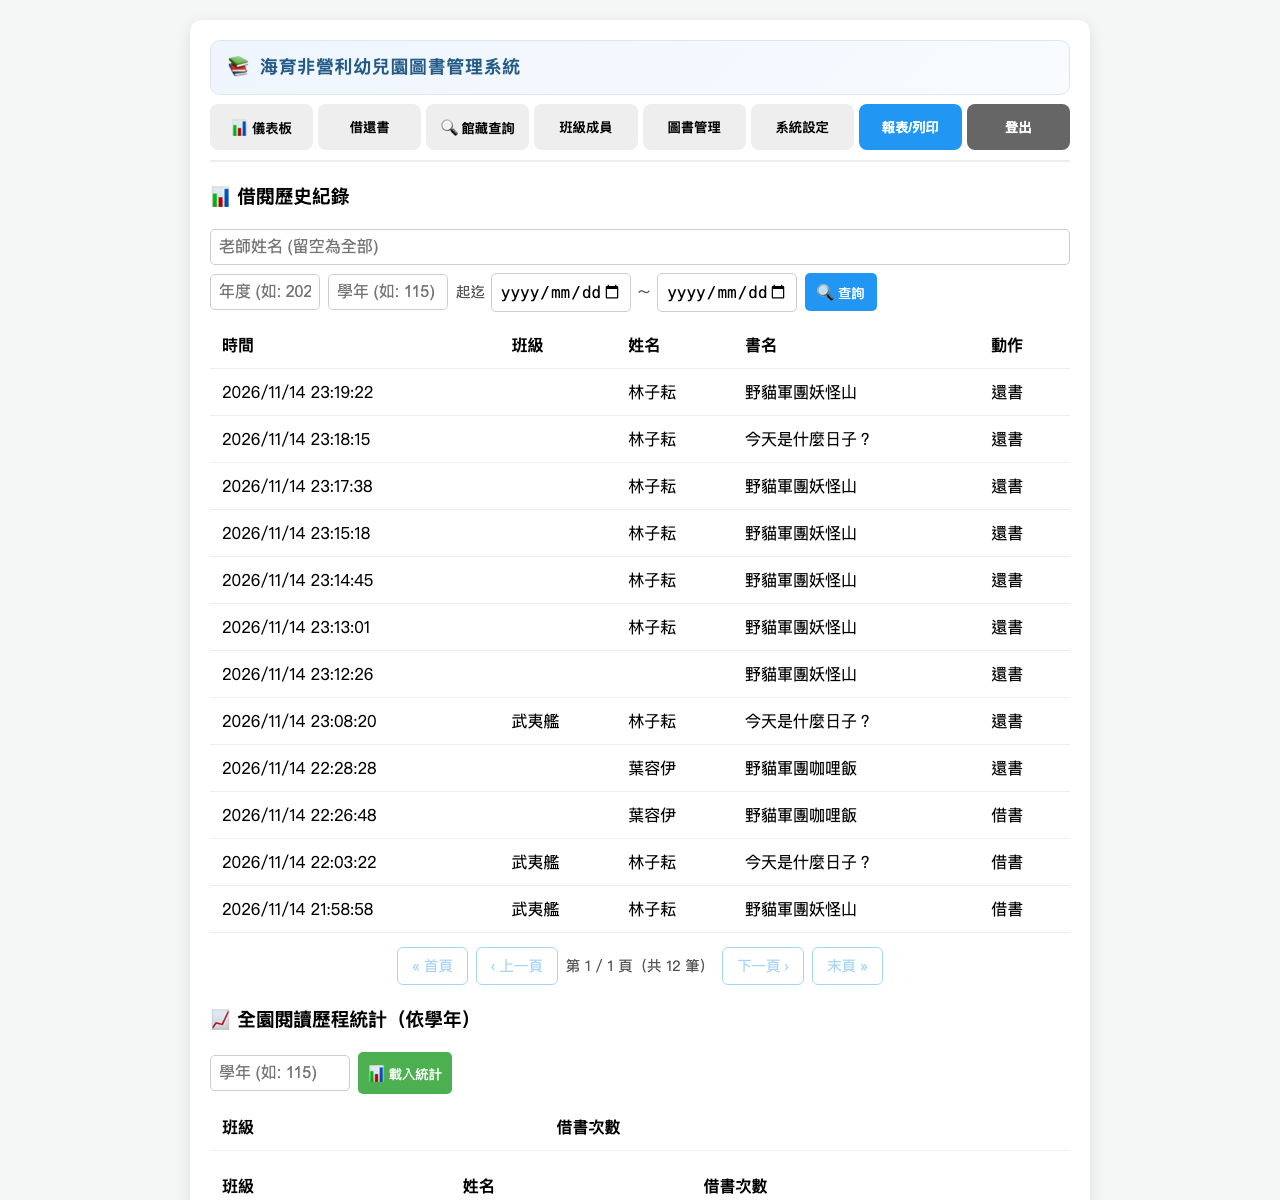 海育非營利幼兒園圖書管理系統
儀表板 借還書 館藏查詢 班級成員 圖書管理 系統設定 報表/列印 登出
借閱歷史紀錄
老師姓名 (留空為全部)
年度 (如: 202 學年 (如: 115) 起迄 yyyy/mm/dd ～ yyyy/mm/dd 查詢
時間 班級 姓名 書名 動作
2026/11/14 23:19:22 林子耘 野貓軍團妖怪山 還書
2026/11/14 23:18:15 林子耘 今天是什麼日子？ 還書
2026/11/14 23:17:38 林子耘 野貓軍團妖怪山 還書
2026/11/14 23:15:18 林子耘 野貓軍團妖怪山 還書
2026/11/14 23:14:45 林子耘 野貓軍團妖怪山 還書
2026/11/14 23:13:01 林子耘 野貓軍團妖怪山 還書
2026/11/14 23:12:26 野貓軍團妖怪山 還書
2026/11/14 23:08:20 武夷艦 林子耘 今天是什麼日子？ 還書
2026/11/14 22:28:28 葉容伊 野貓軍團咖哩飯 還書
2026/11/14 22:26:48 葉容伊 野貓軍團咖哩飯 借書
2026/11/14 22:03:22 武夷艦 林子耘 今天是什麼日子？ 借書
2026/11/14 21:58:58 武夷艦 林子耘 野貓軍團妖怪山 借書
« 首頁 ‹ 上一頁 第 1 / 1 頁（共 12 筆） 下一頁 › 末頁 »
全園閱讀歷程統計（依學年）
學年 (如: 115) 載入統計
班級 借書次數
班級 姓名 借書次數